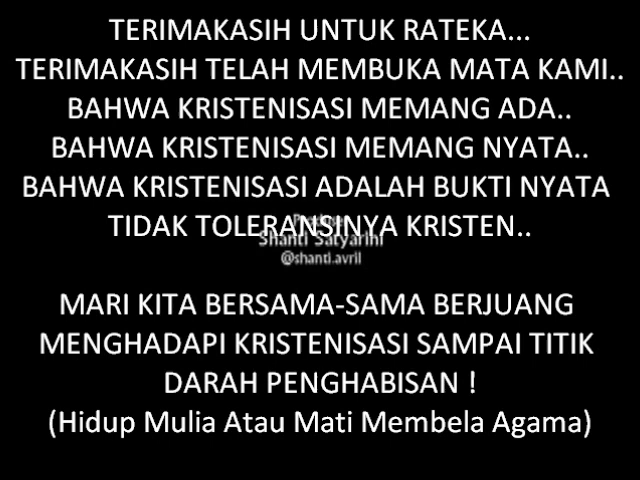 TERIMAKASIH UNTUK RATEKA...
TERIMAKASIH TELAH MEMBUKA MATA KAMI..
BAHWA KRISTENISASI MEMANG ADA..
BAHWA KRISTENISASI MEMANG NYATA..
BAHWA KRISTENISASI ADALAH BUKTI NYATA
TIDAK TOLERANSINYA KRISTEN..
Shanti Satyarini
@shanti.avril
MARI KITA BERSAMA-SAMA BERJUANG
MENGHADAPI KRISTENISASI SAMPAI TITIK
DARAH PENGHABISAN !
(Hidup Mulia Atau Mati Membela Agama)